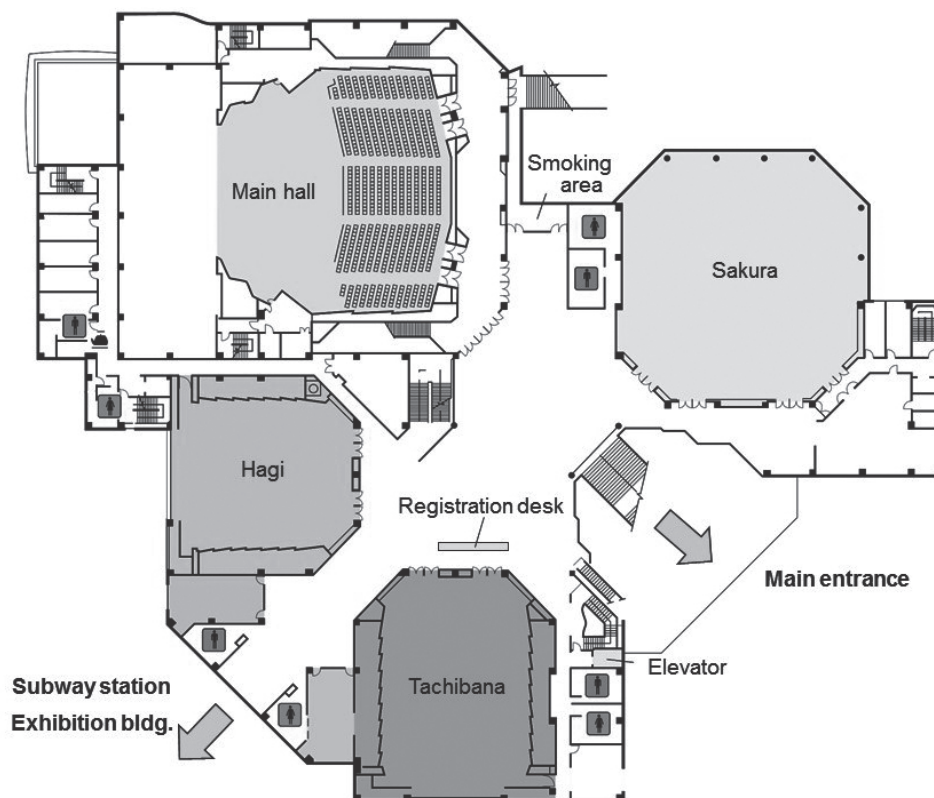 Main hall
Smoking
area
Sakura
Hagi
Registration desk
Main entrance
Elevator
Tachibana
Subway station
Exhibition bldg.